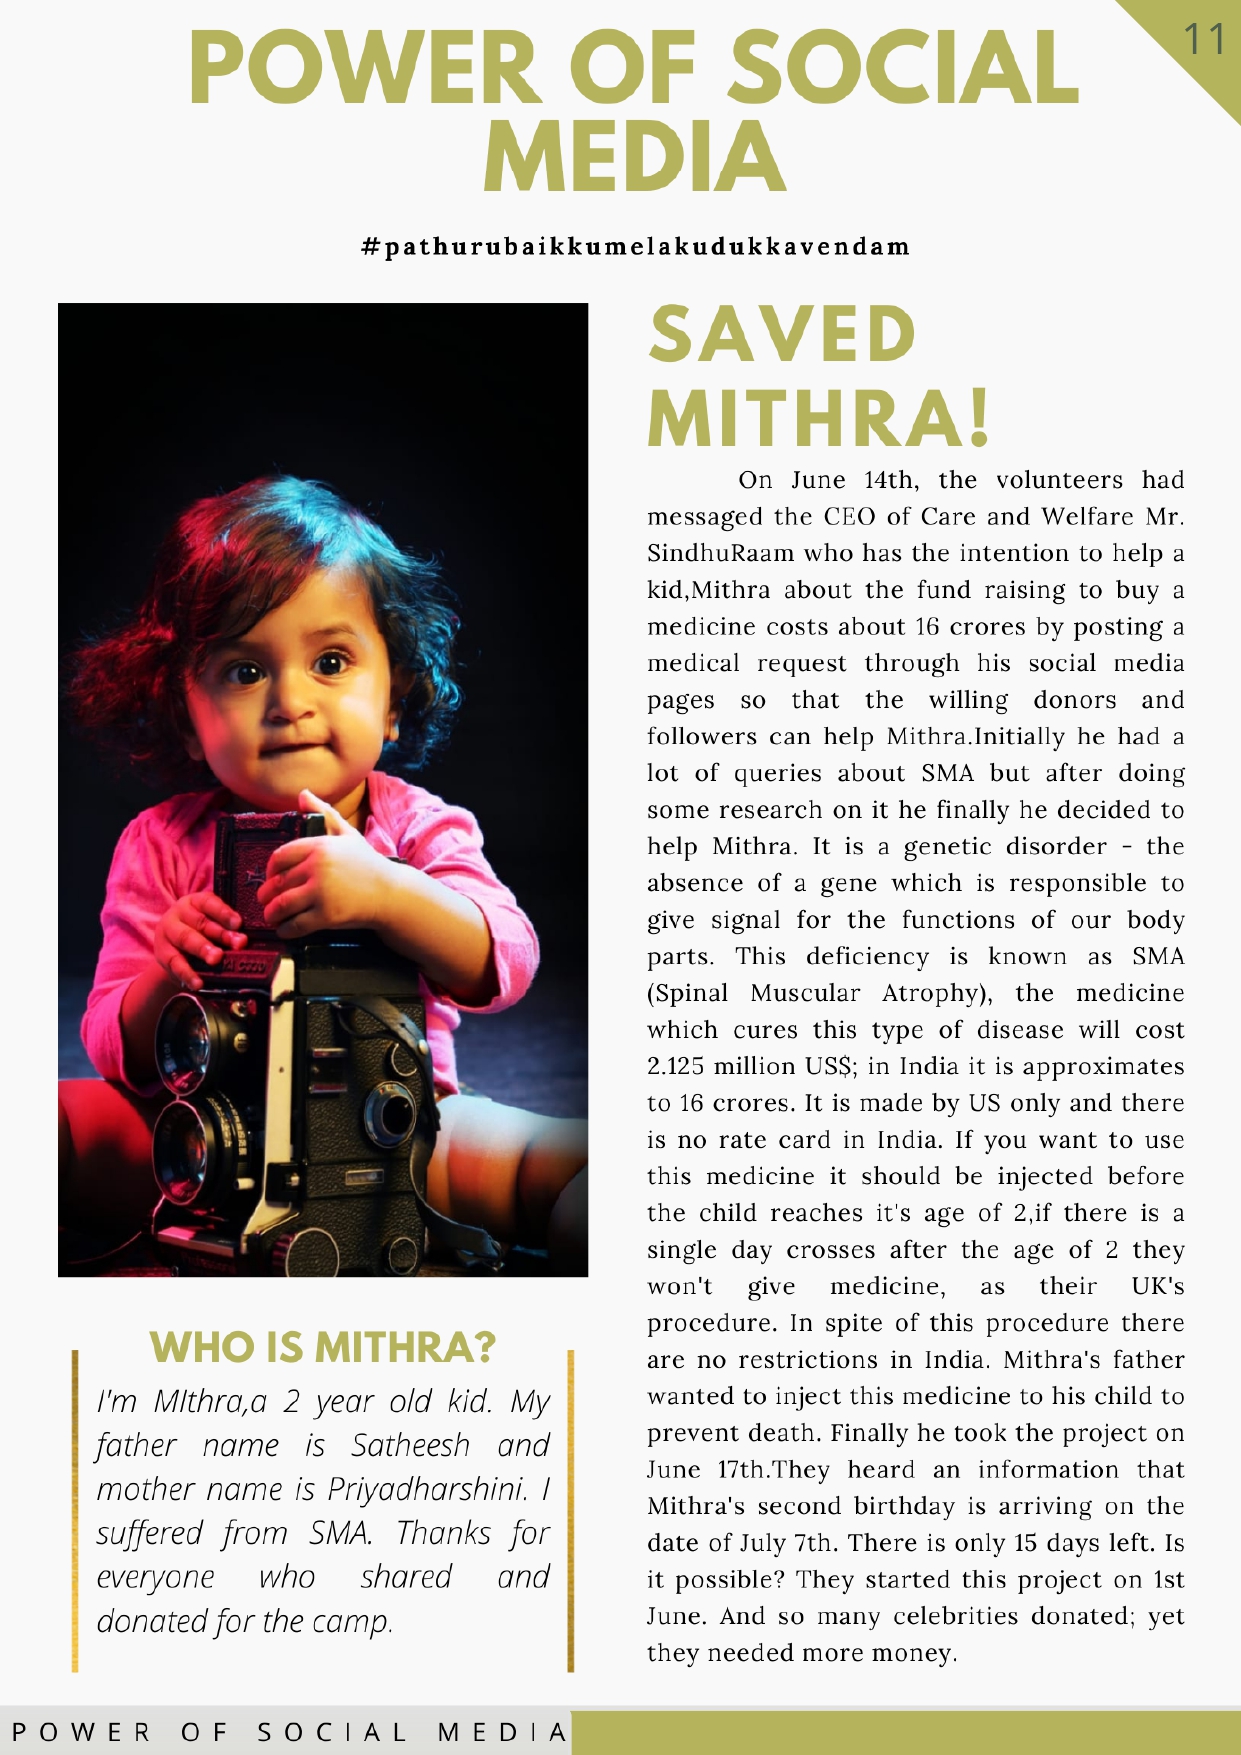 11
POWER OF SOCIAL
MEDIA
#pathurubaikkumelakudukkavendam
SAVED
MITHRA!
On June 14th, the volunteers had
messaged the CEO of Care and Welfare Mr.
SindhuRaam who has the intention to help a
kid,Mithra about the fund raising to buy a
medicine costs about 16 crores by posting a
medical request through his social media
pages so that the willing donors and
followers can help Mithra.Initially he had a
lot of queries about SMA but after doing
some research on it he finally he decided to
help Mithra. It is a genetic disorder - the
absence of a gene which is responsible to
give signal for the functions of our body
parts. This deficiency is known as SMA
(Spinal Muscular Atrophy), the medicine
which cures this type of disease will cost
2.125 million US$; in India it is approximates
to 16 crores. It is made by US only and there
is no rate card in India. If you want to use
this medicine it should be injected before
the child reaches it's age of 2,if there is a
single day crosses after the age of 2 they
won't give medicine, as their UK's
procedure. In spite of this procedure there
are no restrictions in India. Mithra's father
wanted to inject this medicine to his child to
prevent death. Finally he took the project on
June 17th.They heard an information that
Mithra's second birthday is arriving on the
date of July 7th. There is only 15 days left. Is
it possible? They started this project on 1st
June. And so many celebrities donated; yet
they needed more money.
WHO IS MITHRA?
I'm MIthra,a 2 year old kid. My
father name is Satheesh and
mother name is Priyadharshini. I
suffered from SMA. Thanks for
everyone who shared and
donated for the camp.
POWER OF SOCIAL MEDIA